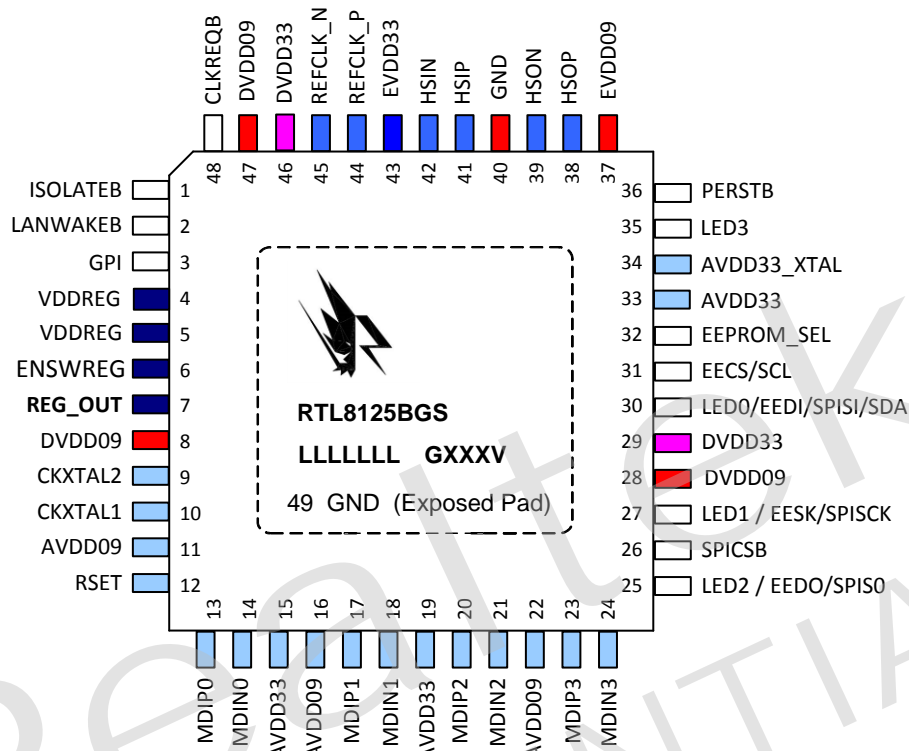 CLKREQB
DVDD09
DVDD33
REFCLK_N
REFCLK_P
EVDD33
HSIN
HSIP
GND
HSON
HSOP
EVDD09
48 47 46 45 44 43 42 41 40 39 38 37
ISOLATEB 1
LANWAKEB 2
GPI 3
VDDREG 4
VDDREG 5
ENSWREG 6
REG_OUT 7
DVDD09 8
CKXTAL2 9
CKXTAL1 10
AVDD09 11
RSET 12
RTL8125BGS
LLLLLLL GXXXV
49 GND (Exposed Pad)
36 PERSTB
35 LED3
34 AVDD33_XTAL
33 AVDD33
32 EEPROM_SEL
31 EECS/SCL
30 LED0/EEDI/SPISI/SDA
29 DVDD33
28 DVDD09
27 LED1 / EESK/SPISCK
26 SPICSB
25 LED2 / EEDO/SPIS0
13 14 15 16 17 18 19 20 21 22 23 24
MDIP0
MDIN0
AVDD33
AVDD09
MDIP1
MDIN1
AVDD33
MDIP2
MDIN2
AVDD09
MDIP3
MDIN3
Realtek